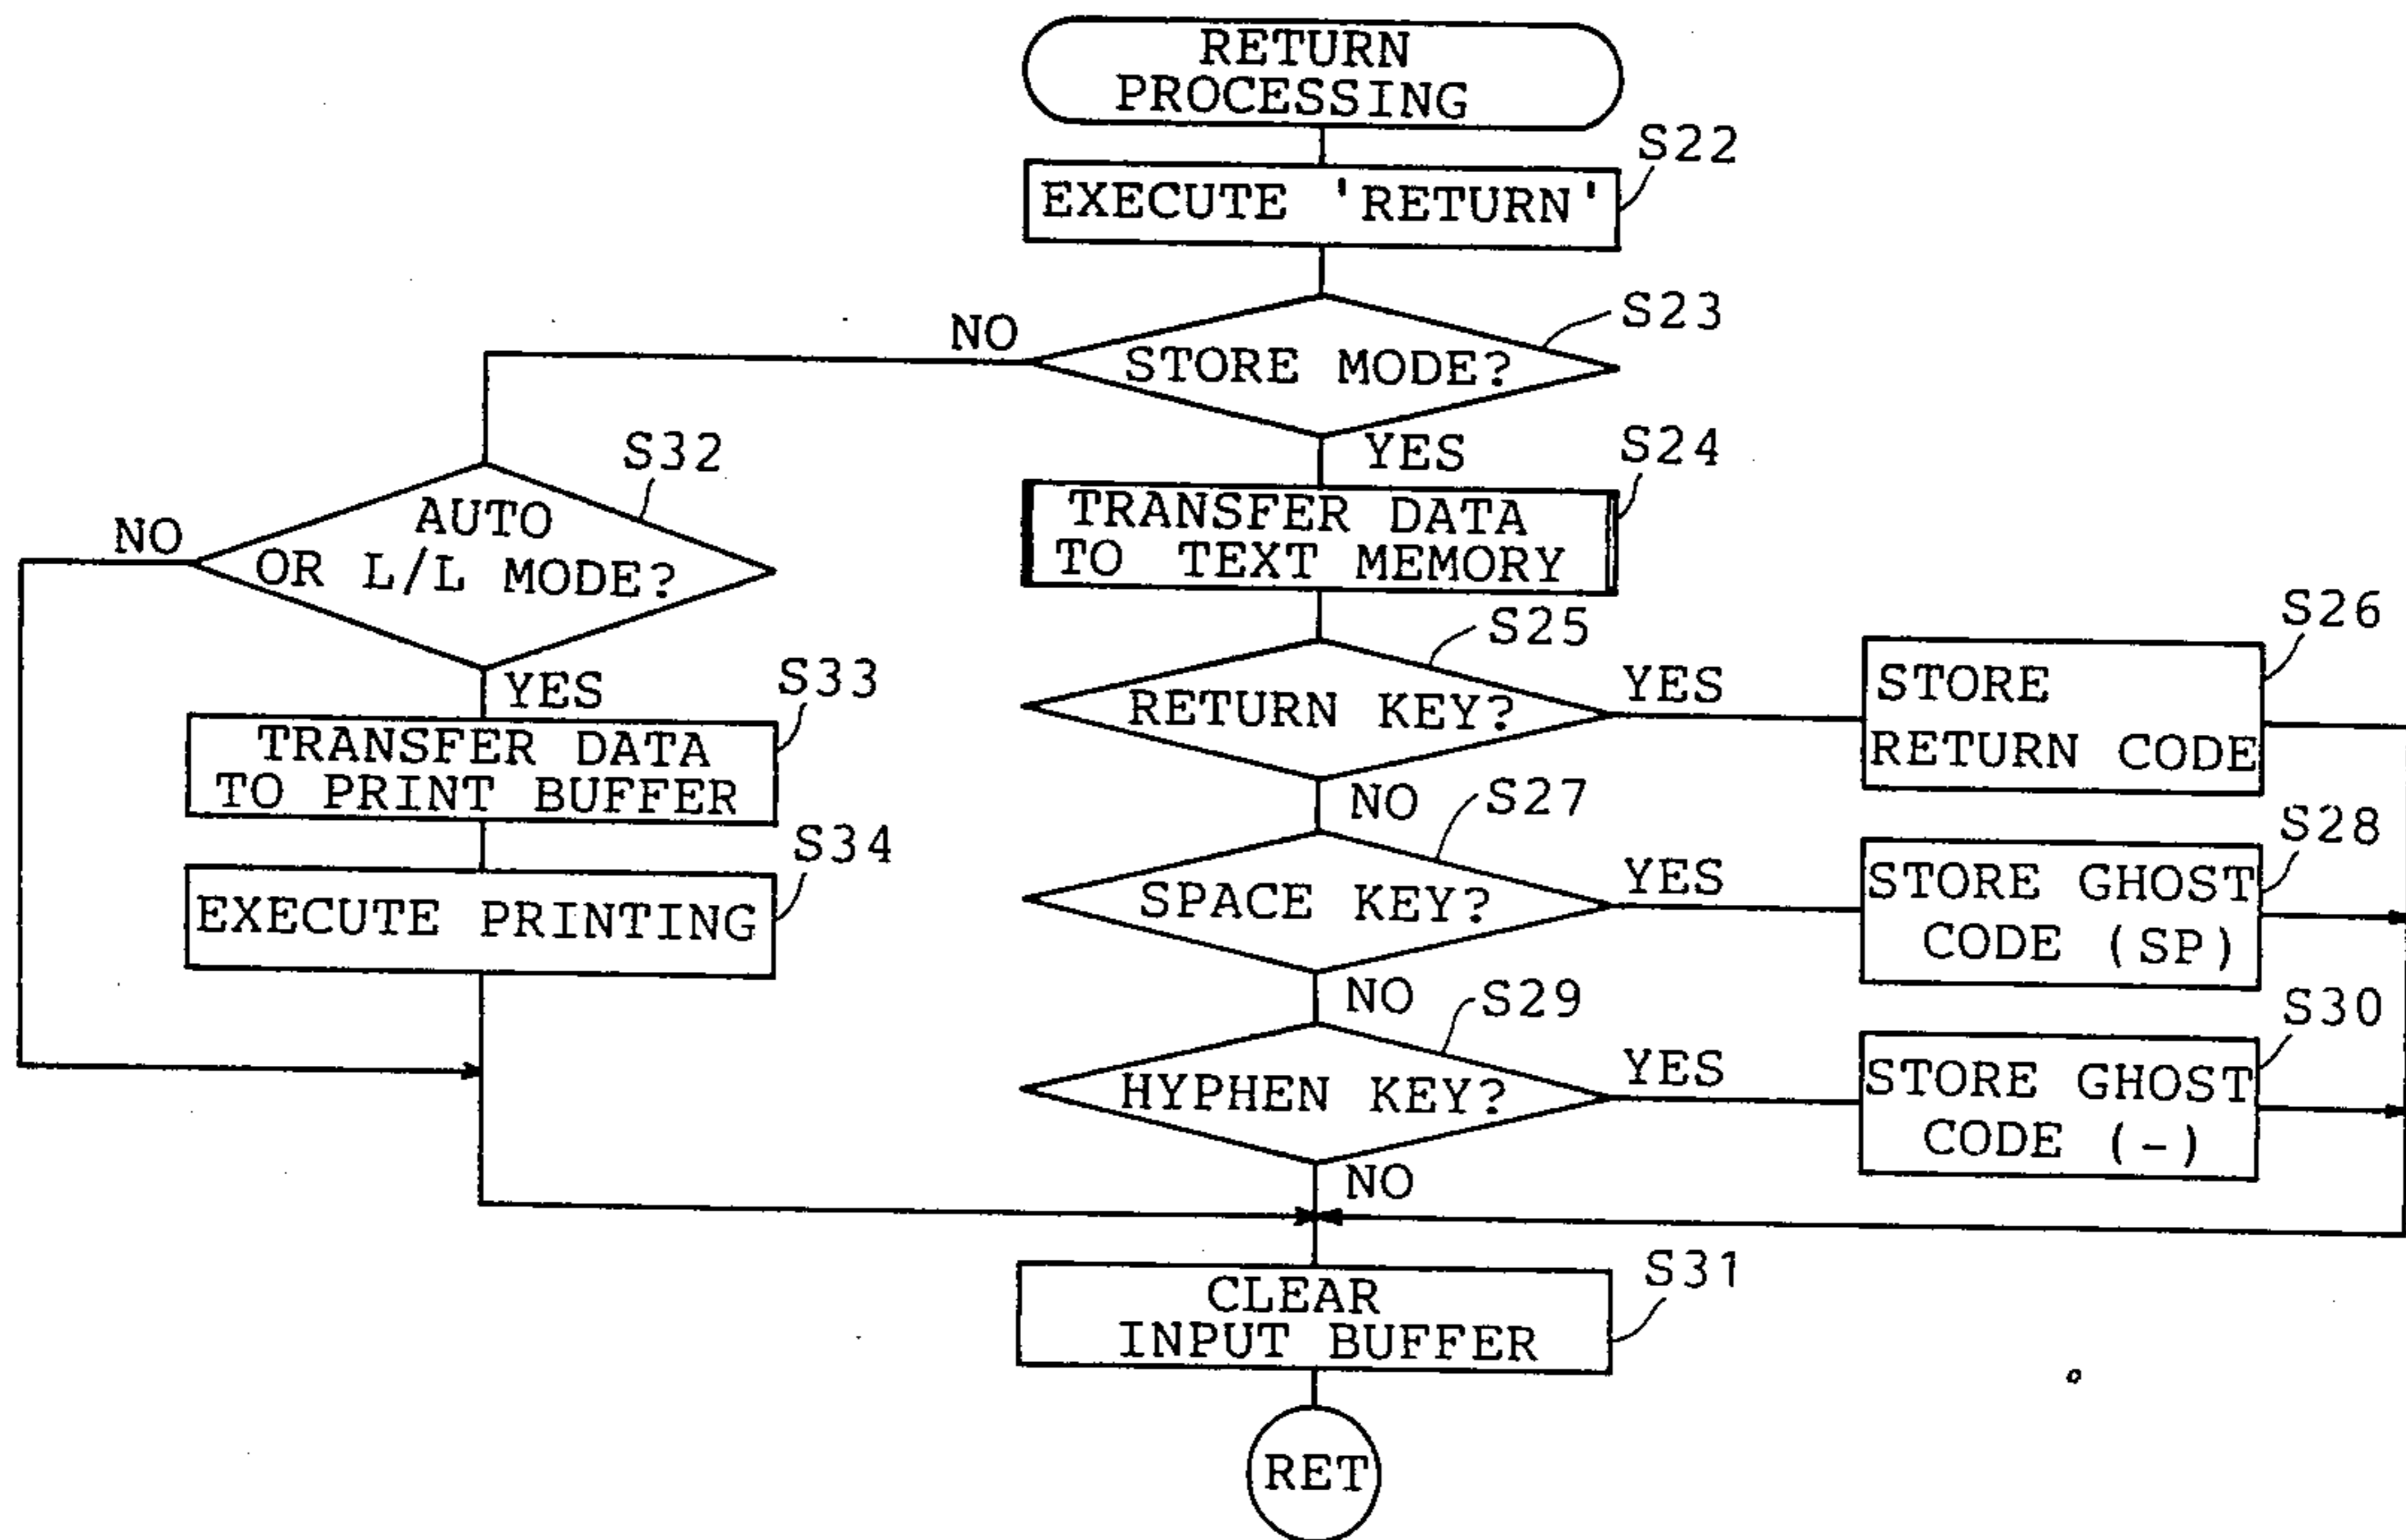 RETURN
PROCESSING
S22
EXECUTE 'RETURN'
S23
NO
STORE MODE?
YES
S24
TRANSFER DATA
TO TEXT MEMORY
S32
NO
AUTO
OR L/L MODE?
YES
S33
TRANSFER DATA
TO PRINT BUFFER
S34
EXECUTE PRINTING
S25
RETURN KEY?
YES
S26
STORE
RETURN CODE
NO
S27
SPACE KEY?
YES
S28
STORE GHOST
CODE (SP)
NO
S29
HYPHEN KEY?
YES
S30
STORE GHOST
CODE (-)
NO
S31
CLEAR
INPUT BUFFER
RET